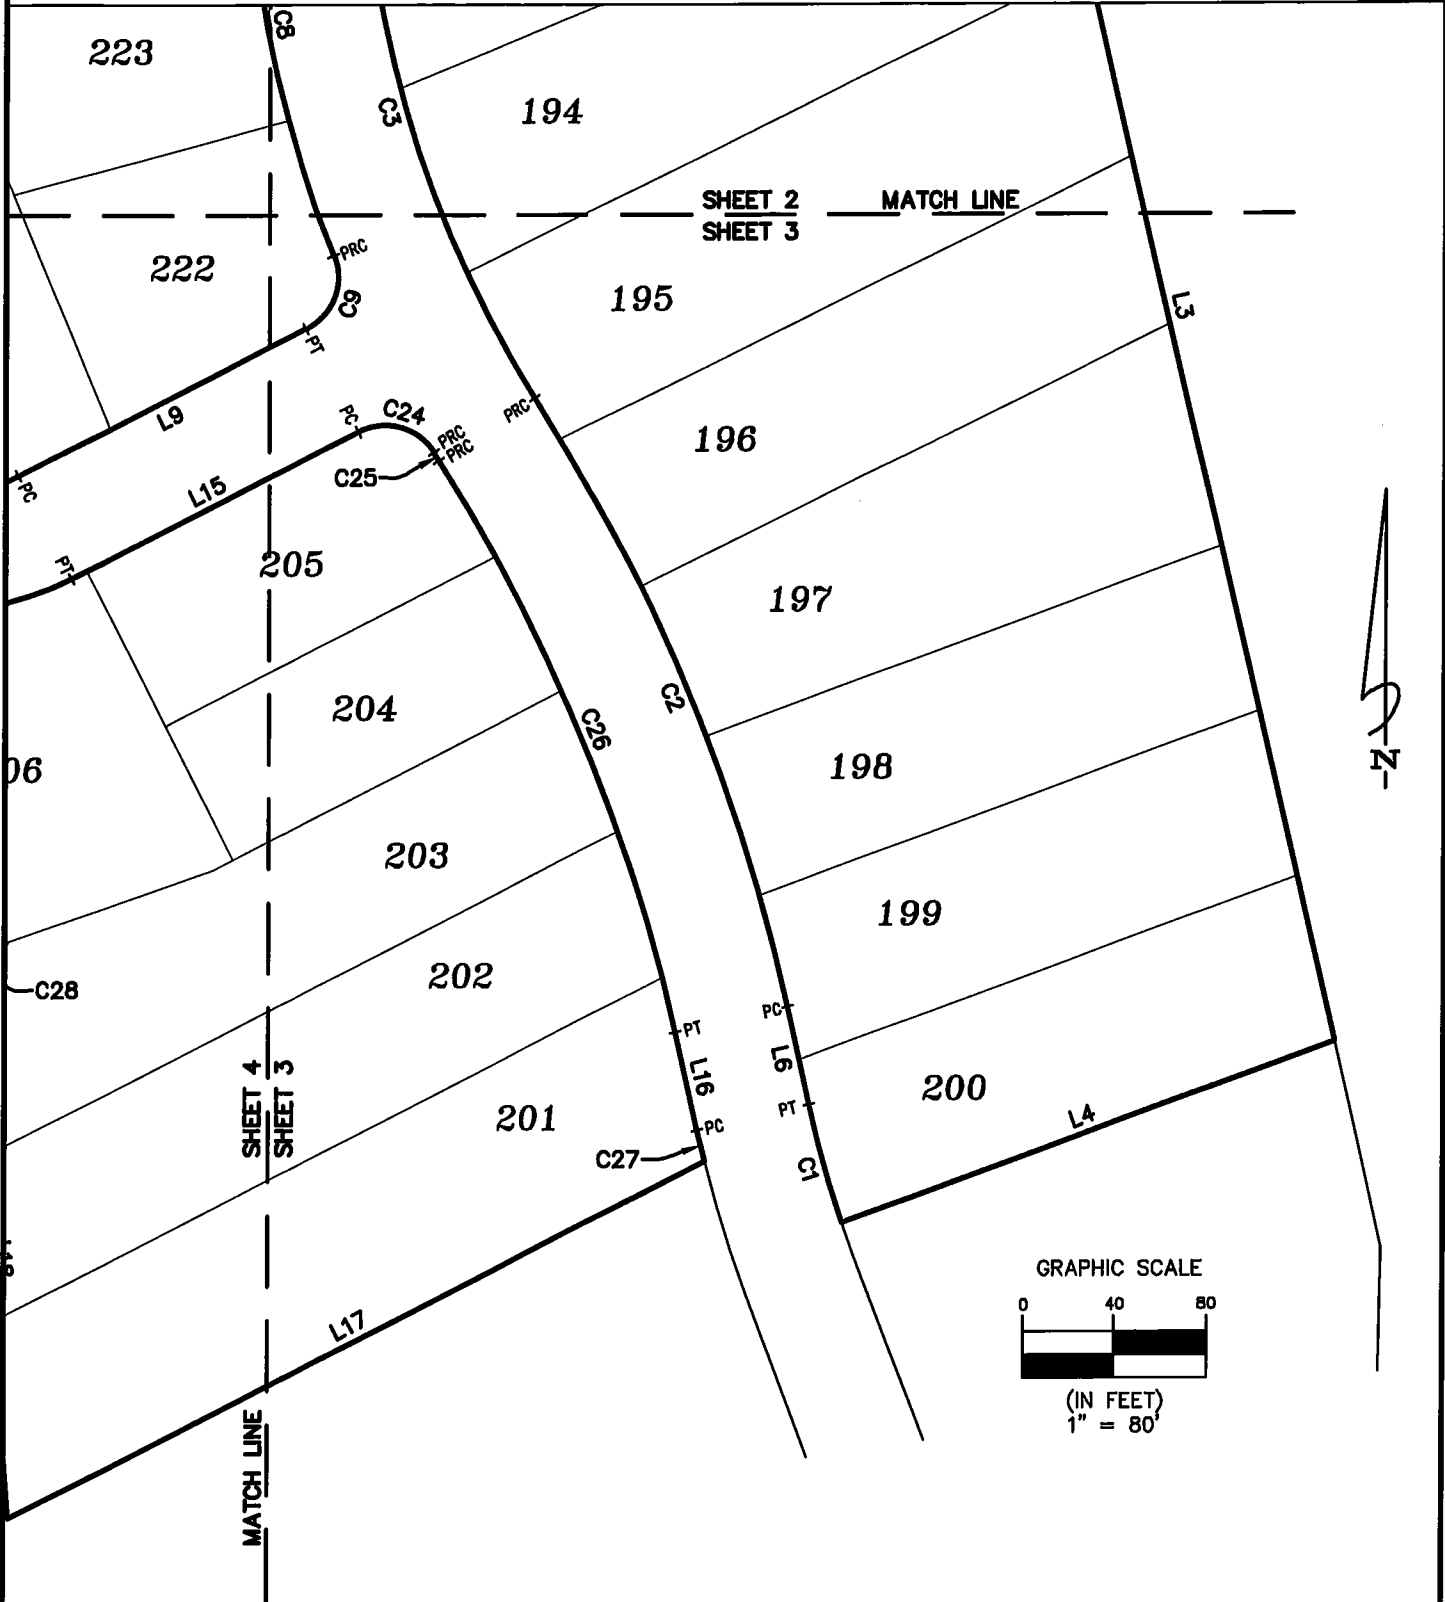 223
C8
C3
194
SHEET 2 MATCH LINE
SHEET 3
222
PRC
C9
PT
195
L3
L9
PC
C24
PRC
PRC
PRC
C25
196
PC
L15
PT
205
197
204
C26
C2
06
198
203
199
202
C28
PT
PC
L6
L16
SHEET 4
SHEET 3
201
PC
PT
200
L4
C27
C1
N
L17
MATCH LINE
GRAPHIC SCALE
0 40 80
(IN FEET)
1" = 80'